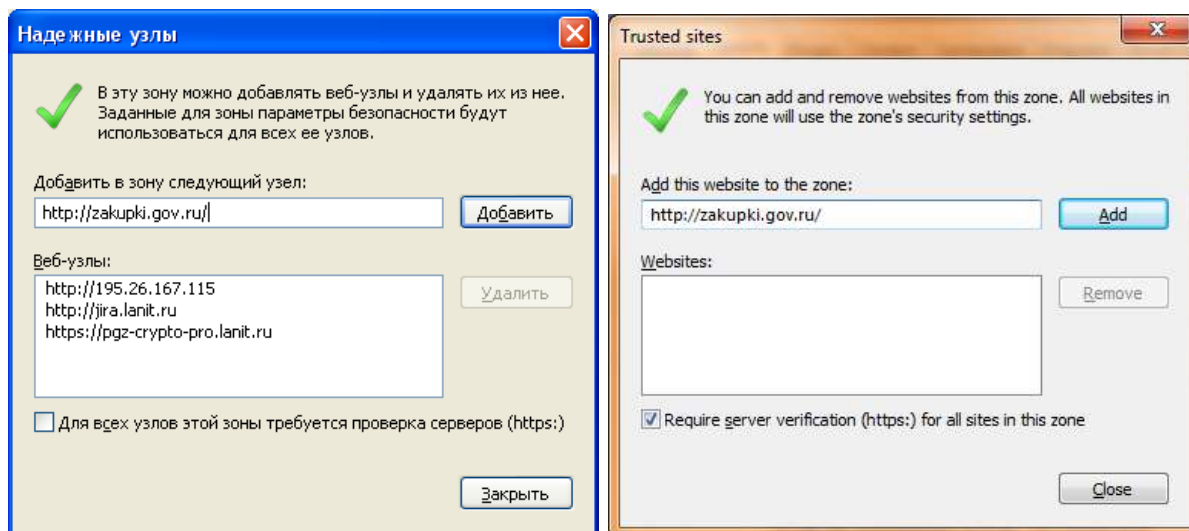 Надежные узлы
В эту зону можно добавлять веб-узлы и удалять их из нее.
Заданные для зоны параметры безопасности будут
использоваться для всех ее узлов.
Добавить в зону следующий узел:
http://zakupki.gov.ru/
Добавить
Веб-узлы:
http://195.26.167.115
http://jira.lanit.ru
https://pgz-crypto-pro.lanit.ru
Удалить
Для всех узлов этой зоны требуется проверка серверов (https:)
Закрыть
Trusted sites
You can add and remove websites from this zone. All websites in
this zone will use the zone's security settings.
Add this website to the zone:
http://zakupki.gov.ru/
Add
Websites:
Remove
Require server verification (https:) for all sites in this zone
Close